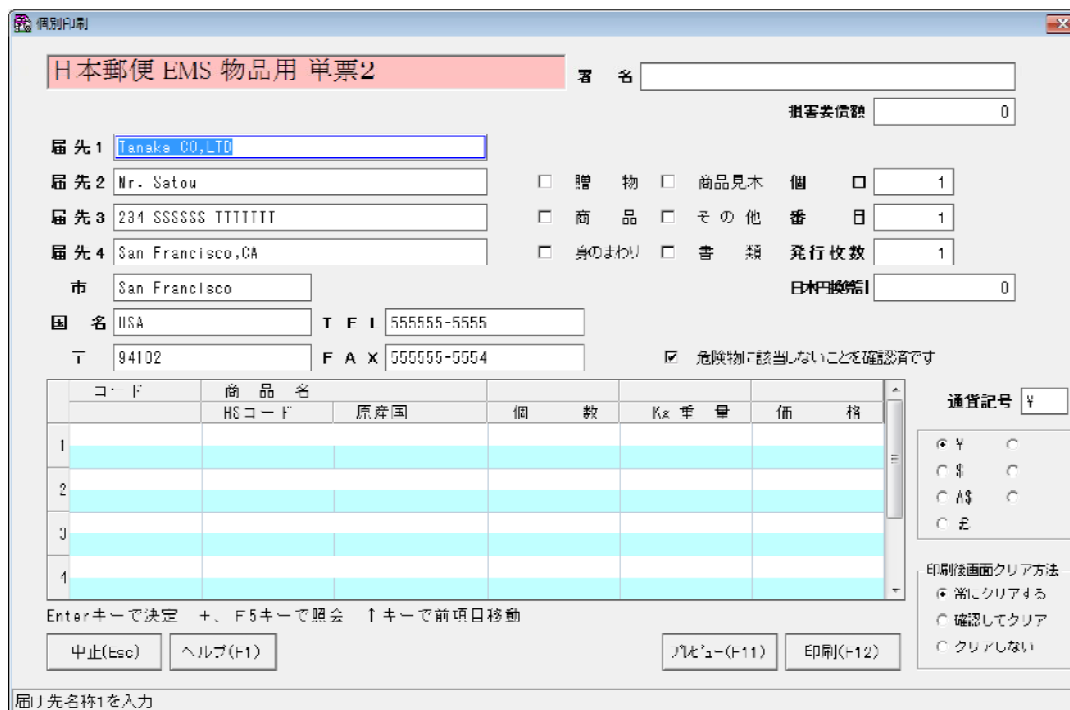 個別印刷
日本郵便 EMS 物品用 単票2
署 名
損害要償額 0
届 先 1 Tanaka CO,LTD
届 先 2 Mr. Satou
贈 物 商品見本 個 口 1
届 先 3 234 SSSSSS TTTTTTT
商 品 そ の 他 番 目 1
届 先 4 San Francisco,CA
身のまわり 書 類 発行枚数 1
市 San Francisco
日本円換算計 0
国 名 USA T E L 555555-5555
〒 94102 F A X 555555-5554
危険物に該当しないことを確認済です
コード 商 品 名
HSコード 原産国 個 数 Kg 重 量 価 格
通貨記号 ¥
1
2
3
4
¥
$
A$
£
印刷後画面クリア方法
常にクリアする
確認してクリア
クリアしない
Enterキーで決定 +、F5キーで照会 ↑キーで前項目移動
中止(Esc) ヘルプ(F1) プレビュー(F11) 印刷(F12)
届け先名称1を入力